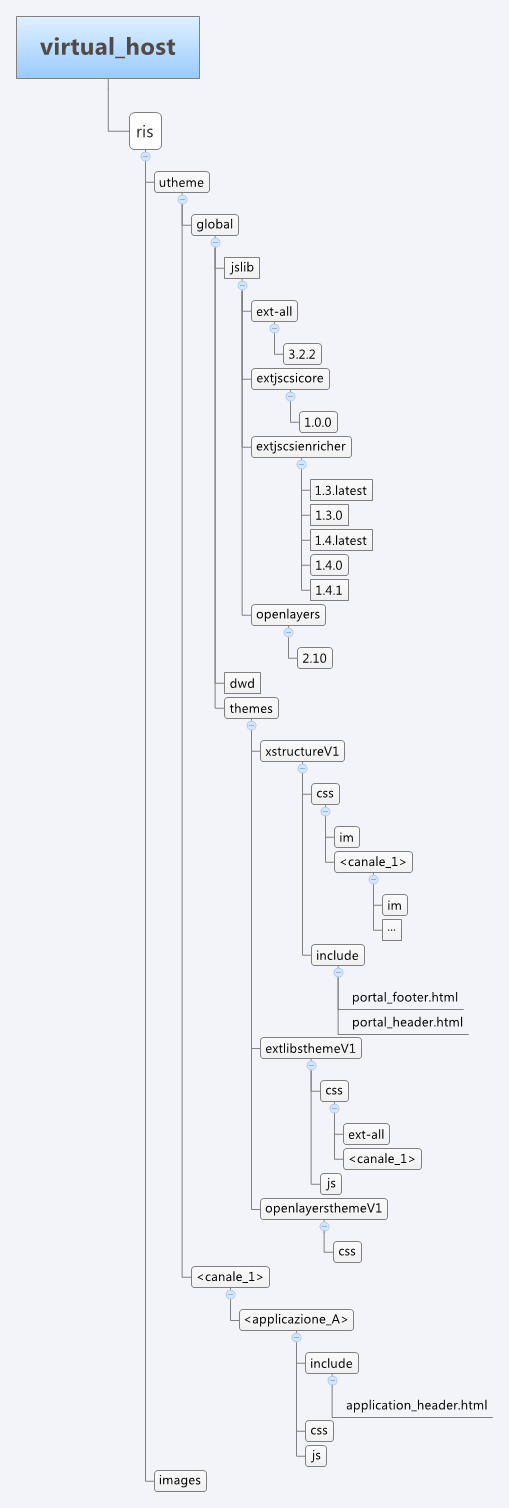 virtual_host
ris
utheme
global
jslib
ext-all
3.2.2
extjscsicore
1.0.0
extjscsienricher
1.3.latest
1.3.0
1.4.latest
1.4.0
1.4.1
openlayers
2.10
dwd
themes
xstructureV1
css
im
<canale_1>
im
...
include
portal_footer.html
portal_header.html
extlibsthemeV1
css
ext-all
<canale_1>
js
openlayersthemeV1
css
<canale_1>
<applicazione_A>
include
application_header.html
css
js
images